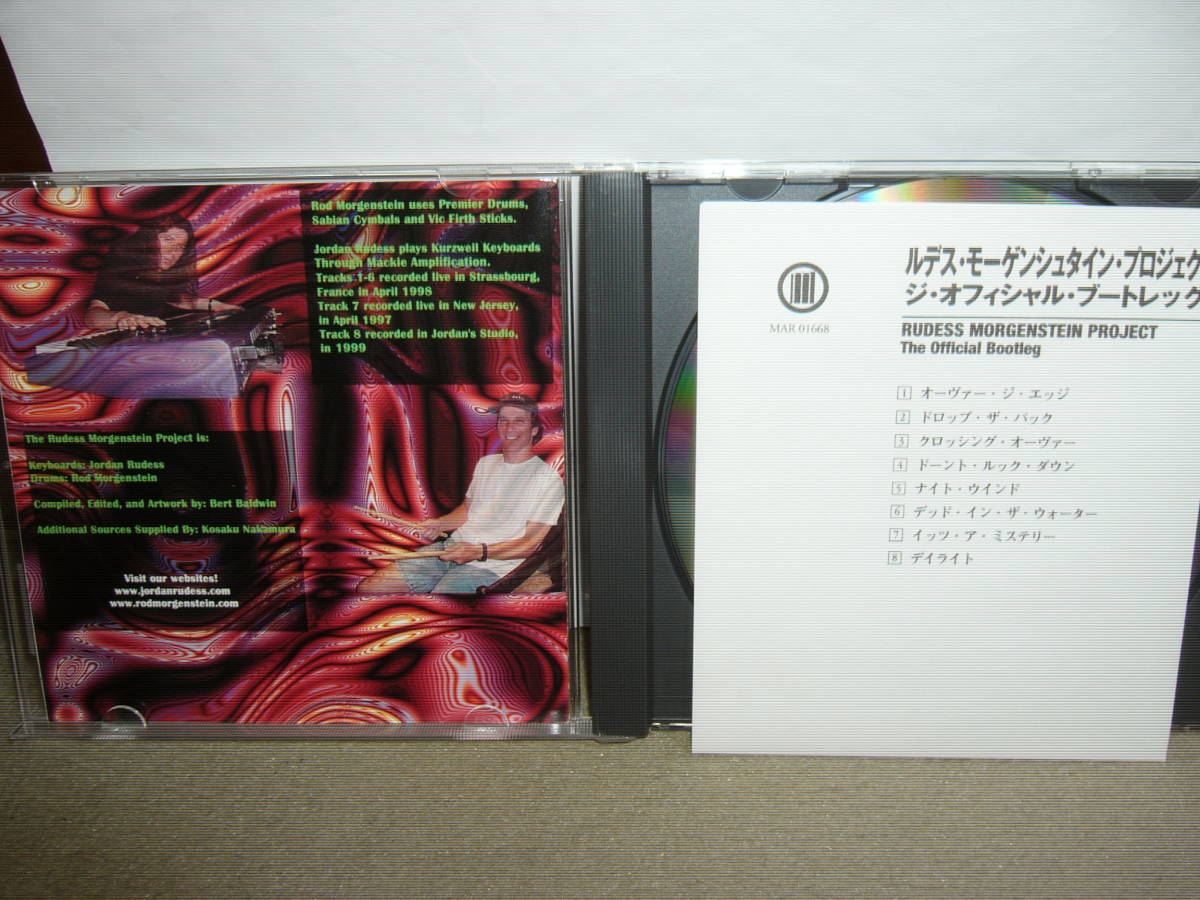 Rod Morgenstein uses Premier Drums,
Sabian Cymbals and Vic Firth Sticks.
Jordan Rudess plays Kurzweil Keyboards
Through Mackie Amplification.
Tracks 1-6 recorded live in Strassbourg,
France in April 1998
Track 7 recorded live in New Jersey,
in April 1997
Track 8 recorded in Jordan's Studio,
in 1999
The Rudess Morgenstein Project is:
Keyboards: Jordan Rudess
Drums: Rod Morgenstein
Compiled, Edited, and Artwork by: Bert Baldwin
Additional Sources Supplied By: Kosaku Nakamura
Visit our websites!
www.jordanrudess.com
www.rodmorgenstein.com
MAR 01668
ルデス・モーゲンシュタイン・プロジェク
ジ・オフィシャル・ブートレッグ
RUDESS MORGENSTEIN PROJECT
The Official Bootleg
1 オーヴァー・ジ・エッジ
2 ドロップ・ザ・パック
3 クロッシング・オーヴァー
4 ドーント・ルック・ダウン
5 ナイト・ウインド
6 デッド・イン・ザ・ウォーター
7 イッツ・ア・ミステリー
8 デイライト